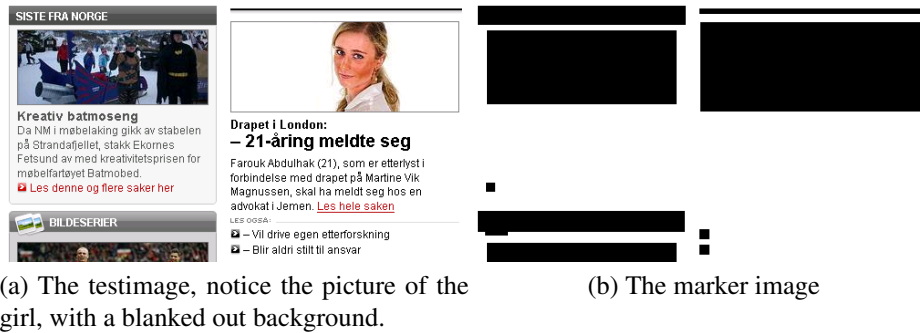 SISTE FRA NORGE
Kreativ batmoseng
Da NM i møbelaking gikk av stabelen
på Strandafjellet, stakk Ekornes
Fetsund av med kreativitetsprisen for
møbelfartøyet Batmobed.
Les denne og flere saker her
BILDESERIER
Drapet i London:
– 21-åring meldte seg
Farouk Abdulhak (21), som er etterlyst i
forbindelse med drapet på Martine Vik
Magnussen, skal ha meldt seg hos en
advokat i Jemen. Les hele saken
LES OGSÅ:
– Vil drive egen etterforskning
– Blir aldri stilt til ansvar
(a) The testimage, notice the picture of the
girl, with a blanked out background.
(b) The marker image